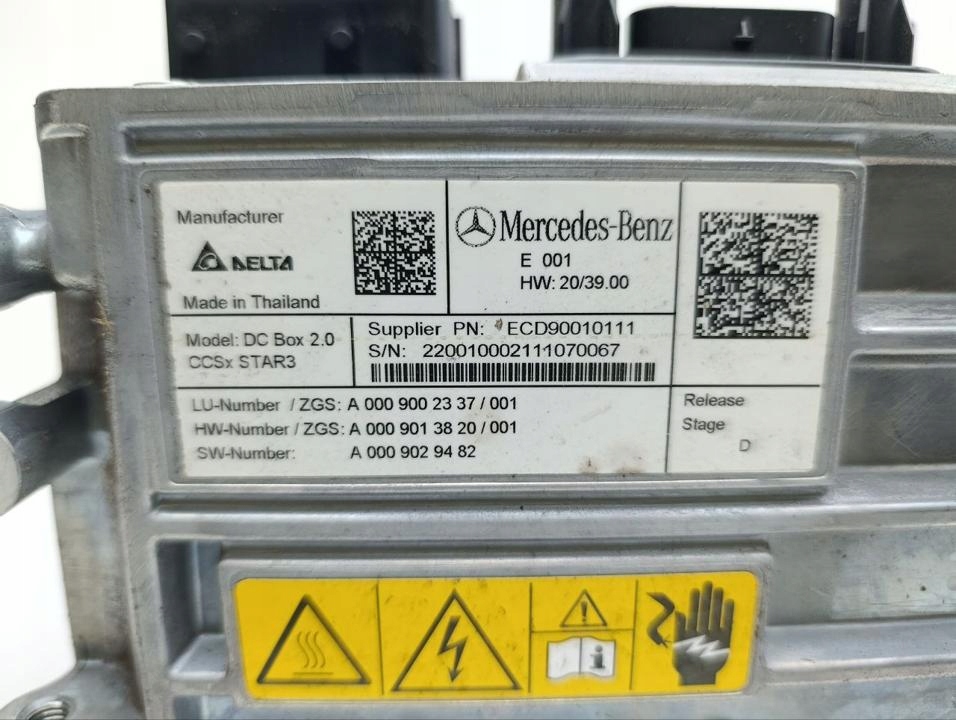 Manufacturer
DELTA
Made in Thailand
Mercedes-Benz
E 001
HW: 20/39.00
Model: DC Box 2.0
CCSx STAR3
Supplier PN: ECD90010111
S/N: 220010002111070067
LU-Number / ZGS: A 000 900 23 37 / 001
HW-Number / ZGS: A 000 901 38 20 / 001
SW-Number: A 000 902 94 82
Release
Stage
D